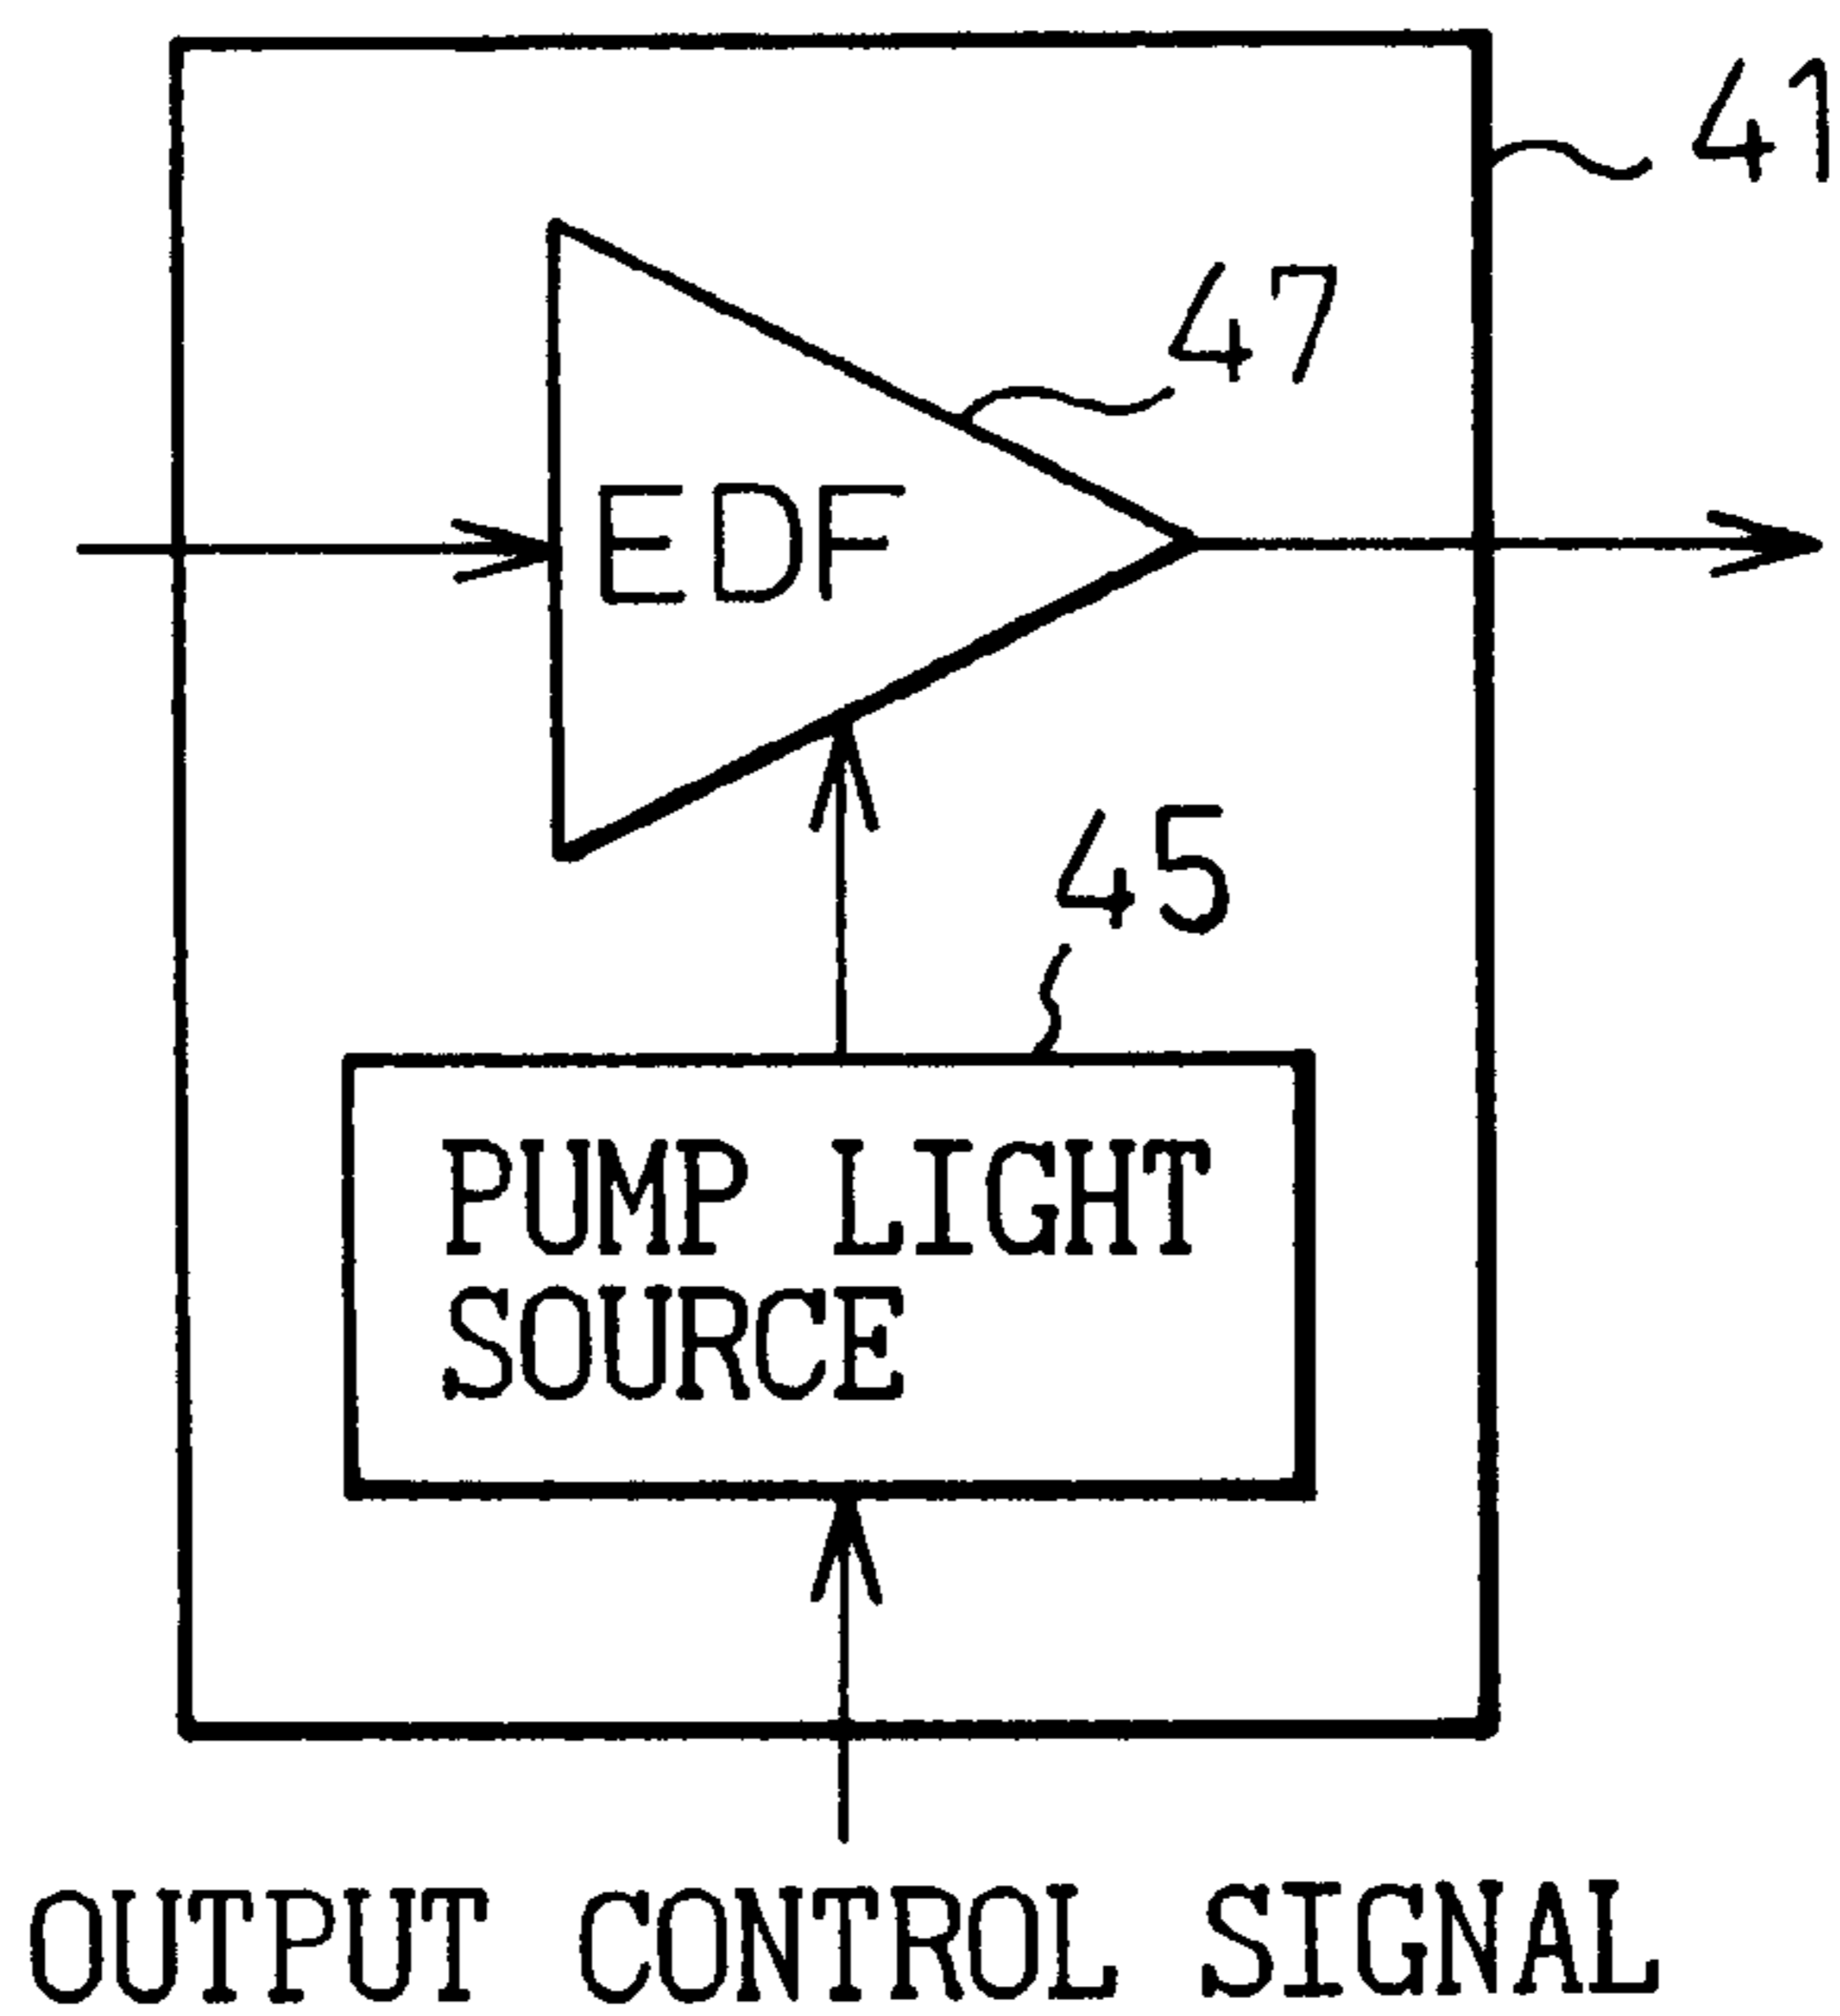 41
47
EDF
45
PUMP LIGHT
SOURCE
OUTPUT CONTROL SIGNAL